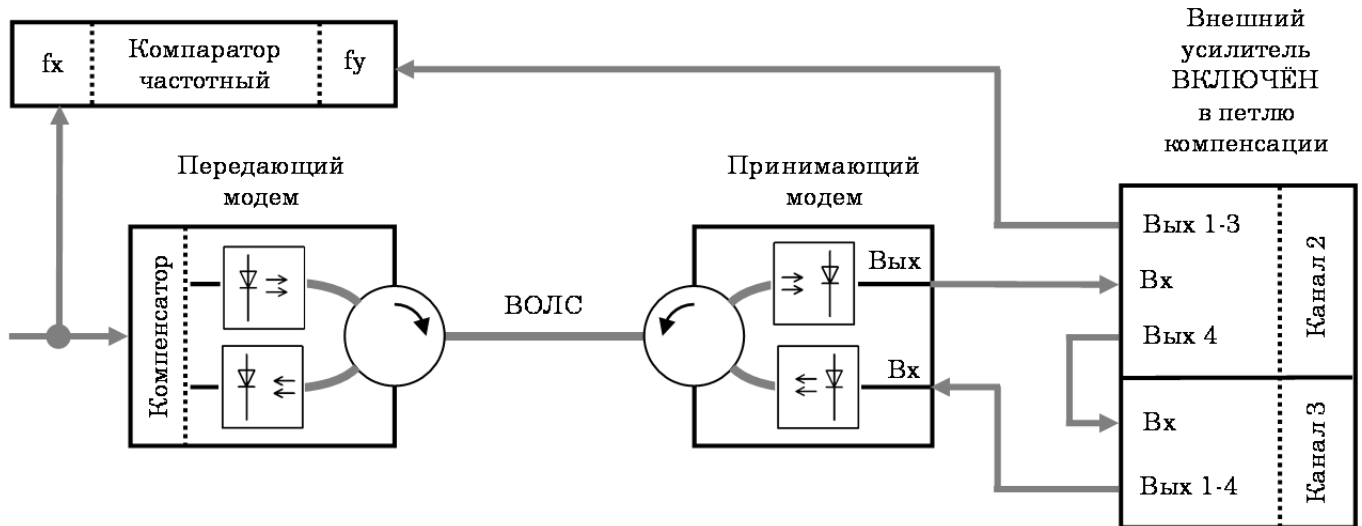 fx
Компаратор
частотный
fy
Внешний
усилитель
ВКЛЮЧЁН
в петлю
компенсации
Передающий
модем
Принимающий
модем
Компенсатор
ВОЛС
Вых
Вх
Вых 1-3
Вх
Вых 4
Канал 2
Вх
Вых 1-4
Канал 3